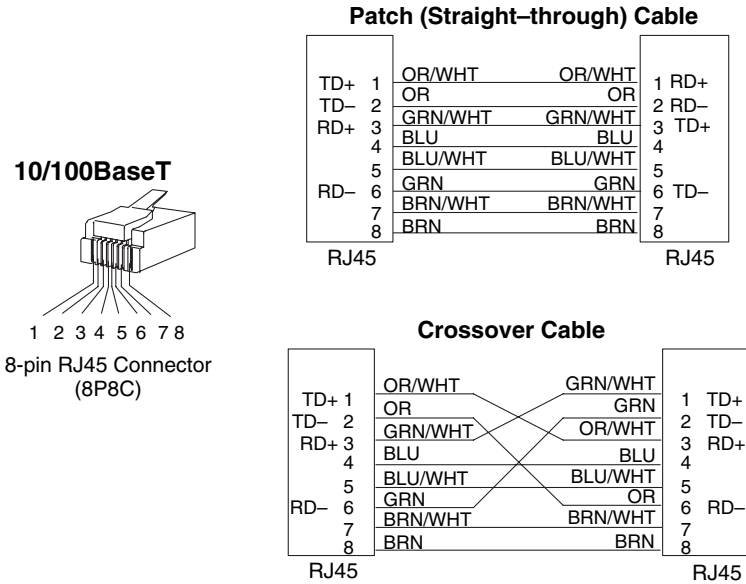 Patch (Straight–through) Cable
TD+ 1 OR/WHT OR/WHT 1 RD+
TD– 2 OR OR 2 RD–
RD+ 3 GRN/WHT GRN/WHT 3 TD+
4 BLU BLU 4
5 BLU/WHT BLU/WHT 5
RD– 6 GRN GRN 6 TD–
7 BRN/WHT BRN/WHT 7
8 BRN BRN 8
RJ45 RJ45
10/100BaseT
1 2 3 4 5 6 7 8
8-pin RJ45 Connector
(8P8C)
Crossover Cable
TD+ 1 OR/WHT GRN/WHT 1 TD+
TD– 2 OR GRN 2 TD–
RD+ 3 GRN/WHT OR/WHT 3 RD+
4 BLU BLU 4
5 BLU/WHT BLU/WHT 5
RD– 6 GRN OR 6 RD–
7 BRN/WHT BRN/WHT 7
8 BRN BRN 8
RJ45 RJ45